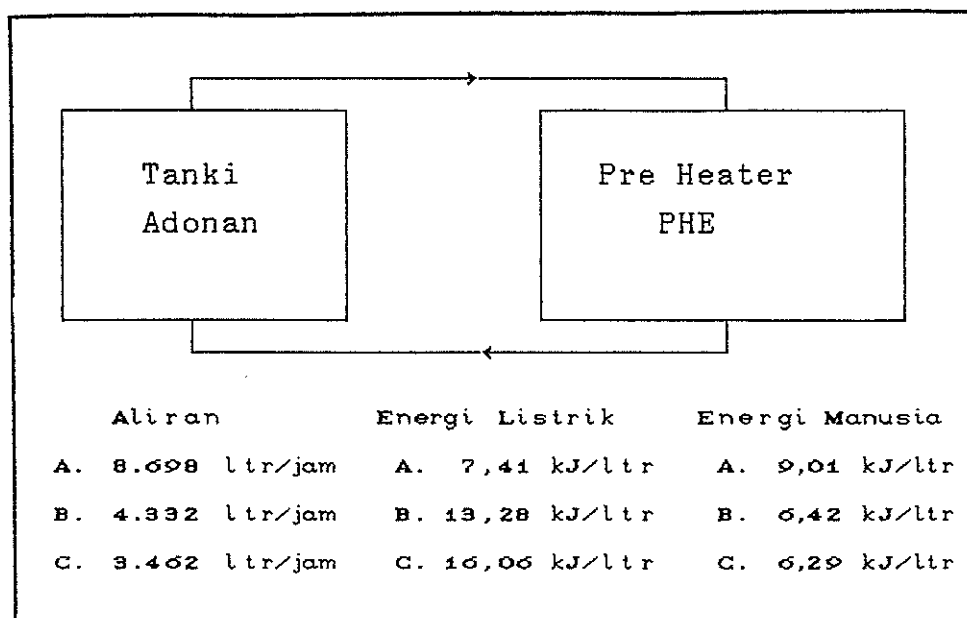 Tanki
Adonan
Pre Heater
PHE
Aliran Energi Listrik Energi Manusia
A. 8.698 ltr/jam A. 7,41 kJ/ltr A. 9,01 kJ/ltr
B. 4.332 ltr/jam B. 13,28 kJ/ltr B. 6,42 kJ/ltr
C. 3.462 ltr/jam C. 16,06 kJ/ltr C. 6,29 kJ/ltr